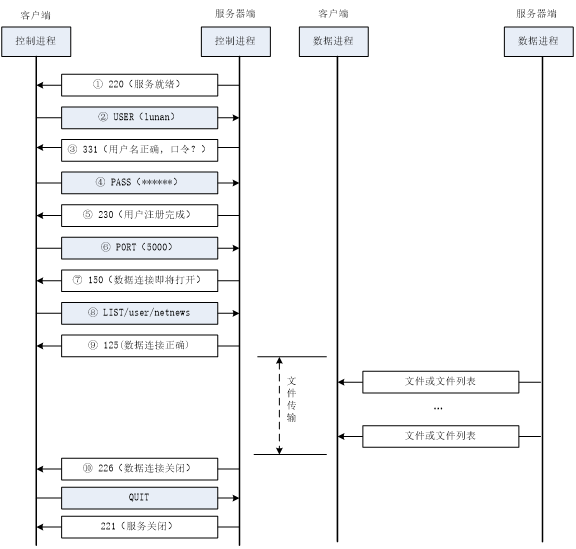 客户端
服务器端
客户端
服务器端
控制进程
控制进程
数据进程
数据进程
① 220（服务就绪）
② USER（lunan）
③ 331（用户名正确，口令？）
④ PASS（******）
⑤ 230（用户注册完成）
⑥ PORT（5000）
⑦ 150（数据连接即将打开）
⑧ LIST/user/netnews
⑨ 125(数据连接正确)
文件传输
文件或文件列表
…
文件或文件列表
⑩ 226（数据连接关闭）
QUIT
221（服务关闭）